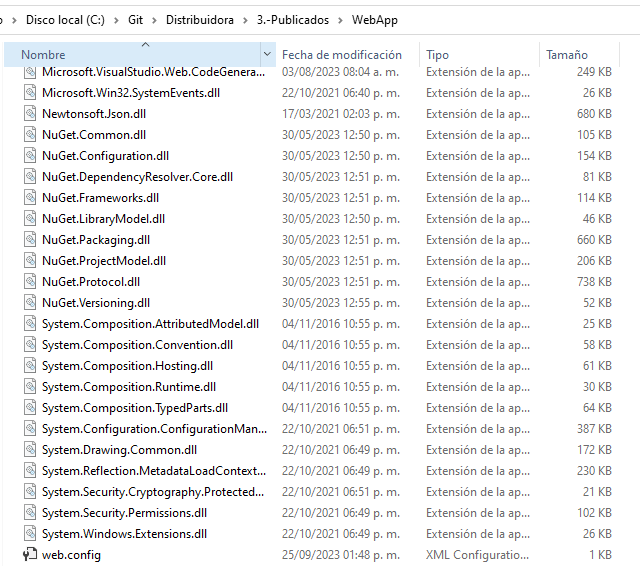 Disco local (C:) > Git > Distribuidora > 3.-Publicados > WebApp
Nombre Fecha de modificación Tipo Tamaño
Microsoft.VisualStudio.Web.CodeGenera... 03/08/2023 08:04 a. m. Extensión de la ap... 249 KB
Microsoft.Win32.SystemEvents.dll 22/10/2021 06:40 p. m. Extensión de la ap... 26 KB
Newtonsoft.Json.dll 17/03/2021 02:03 p. m. Extensión de la ap... 680 KB
NuGet.Common.dll 30/05/2023 12:50 p. m. Extensión de la ap... 105 KB
NuGet.Configuration.dll 30/05/2023 12:50 p. m. Extensión de la ap... 154 KB
NuGet.DependencyResolver.Core.dll 30/05/2023 12:51 p. m. Extensión de la ap... 81 KB
NuGet.Frameworks.dll 30/05/2023 12:50 p. m. Extensión de la ap... 114 KB
NuGet.LibraryModel.dll 30/05/2023 12:50 p. m. Extensión de la ap... 46 KB
NuGet.Packaging.dll 30/05/2023 12:51 p. m. Extensión de la ap... 660 KB
NuGet.ProjectModel.dll 30/05/2023 12:51 p. m. Extensión de la ap... 206 KB
NuGet.Protocol.dll 30/05/2023 12:51 p. m. Extensión de la ap... 738 KB
NuGet.Versioning.dll 30/05/2023 12:55 p. m. Extensión de la ap... 52 KB
System.Composition.AttributedModel.dll 04/11/2016 10:55 p. m. Extensión de la ap... 25 KB
System.Composition.Convention.dll 04/11/2016 10:55 p. m. Extensión de la ap... 58 KB
System.Composition.Hosting.dll 04/11/2016 10:55 p. m. Extensión de la ap... 61 KB
System.Composition.Runtime.dll 04/11/2016 10:55 p. m. Extensión de la ap... 30 KB
System.Composition.TypedParts.dll 04/11/2016 10:55 p. m. Extensión de la ap... 64 KB
System.Configuration.ConfigurationMan... 22/10/2021 06:51 p. m. Extensión de la ap... 387 KB
System.Drawing.Common.dll 22/10/2021 06:49 p. m. Extensión de la ap... 172 KB
System.Reflection.MetadataLoadContext... 22/10/2021 06:49 p. m. Extensión de la ap... 230 KB
System.Security.Cryptography.Protected... 22/10/2021 06:51 p. m. Extensión de la ap... 21 KB
System.Security.Permissions.dll 22/10/2021 06:49 p. m. Extensión de la ap... 102 KB
System.Windows.Extensions.dll 22/10/2021 06:49 p. m. Extensión de la ap... 26 KB
web.config 25/09/2023 01:48 p. m. XML Configuratio... 1 KB